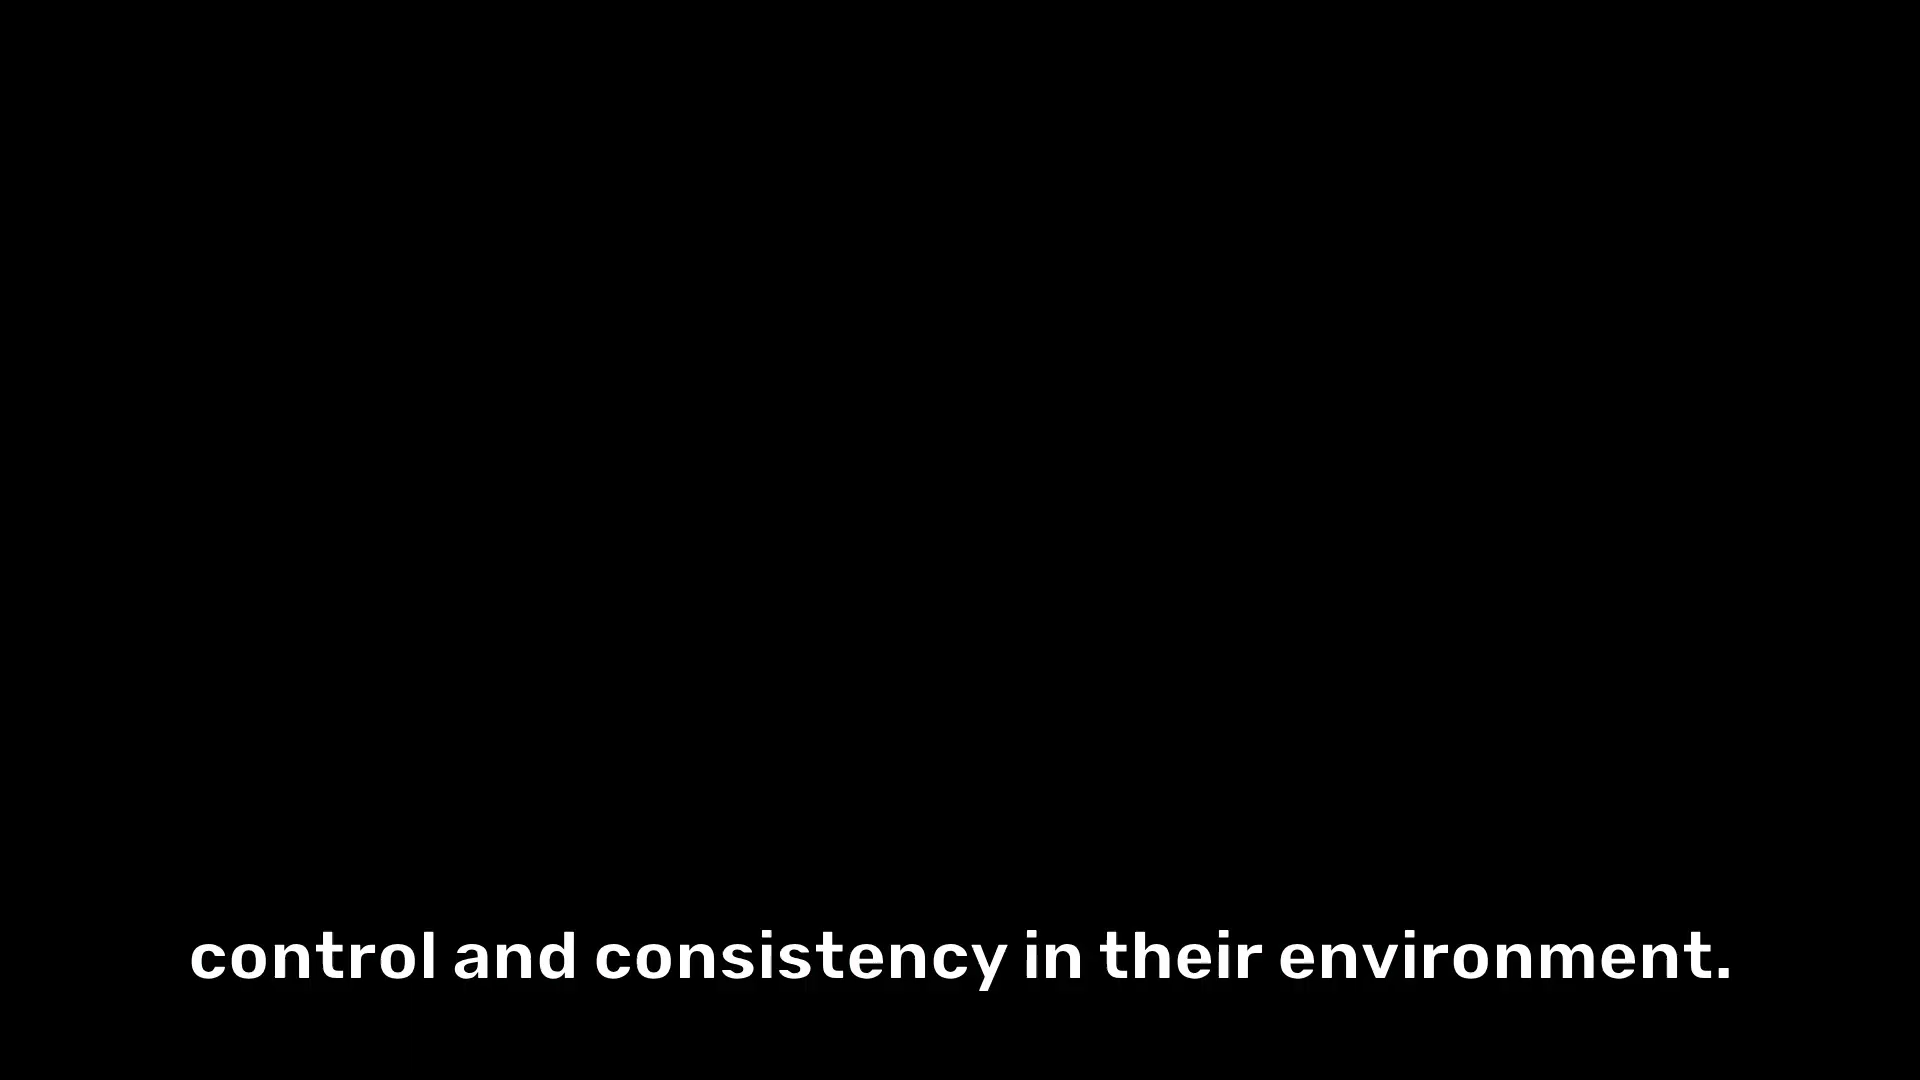 control and consistency in their environment.